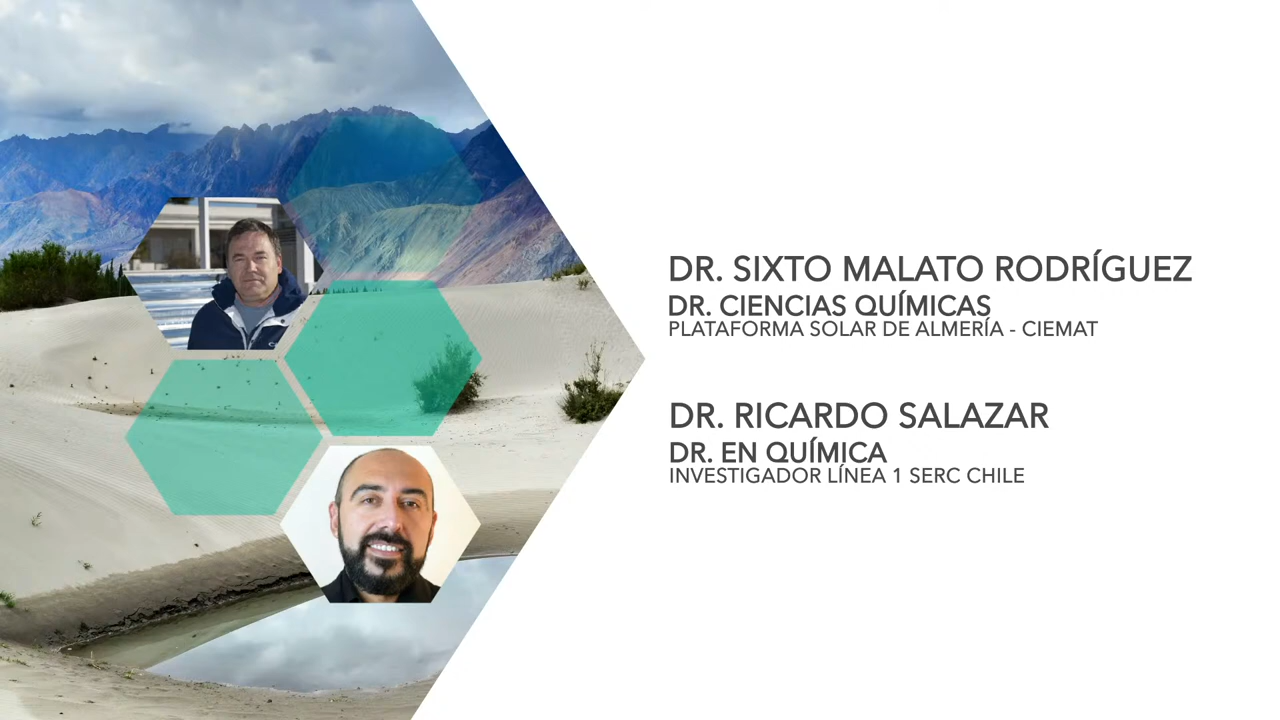 DR. SIXTO MALATO RODRÍGUEZ
DR. CIENCIAS QUÍMICAS
PLATAFORMA SOLAR DE ALMERÍA - CIEMAT
DR. RICARDO SALAZAR
DR. EN QUÍMICA
INVESTIGADOR LÍNEA 1 SERC CHILE